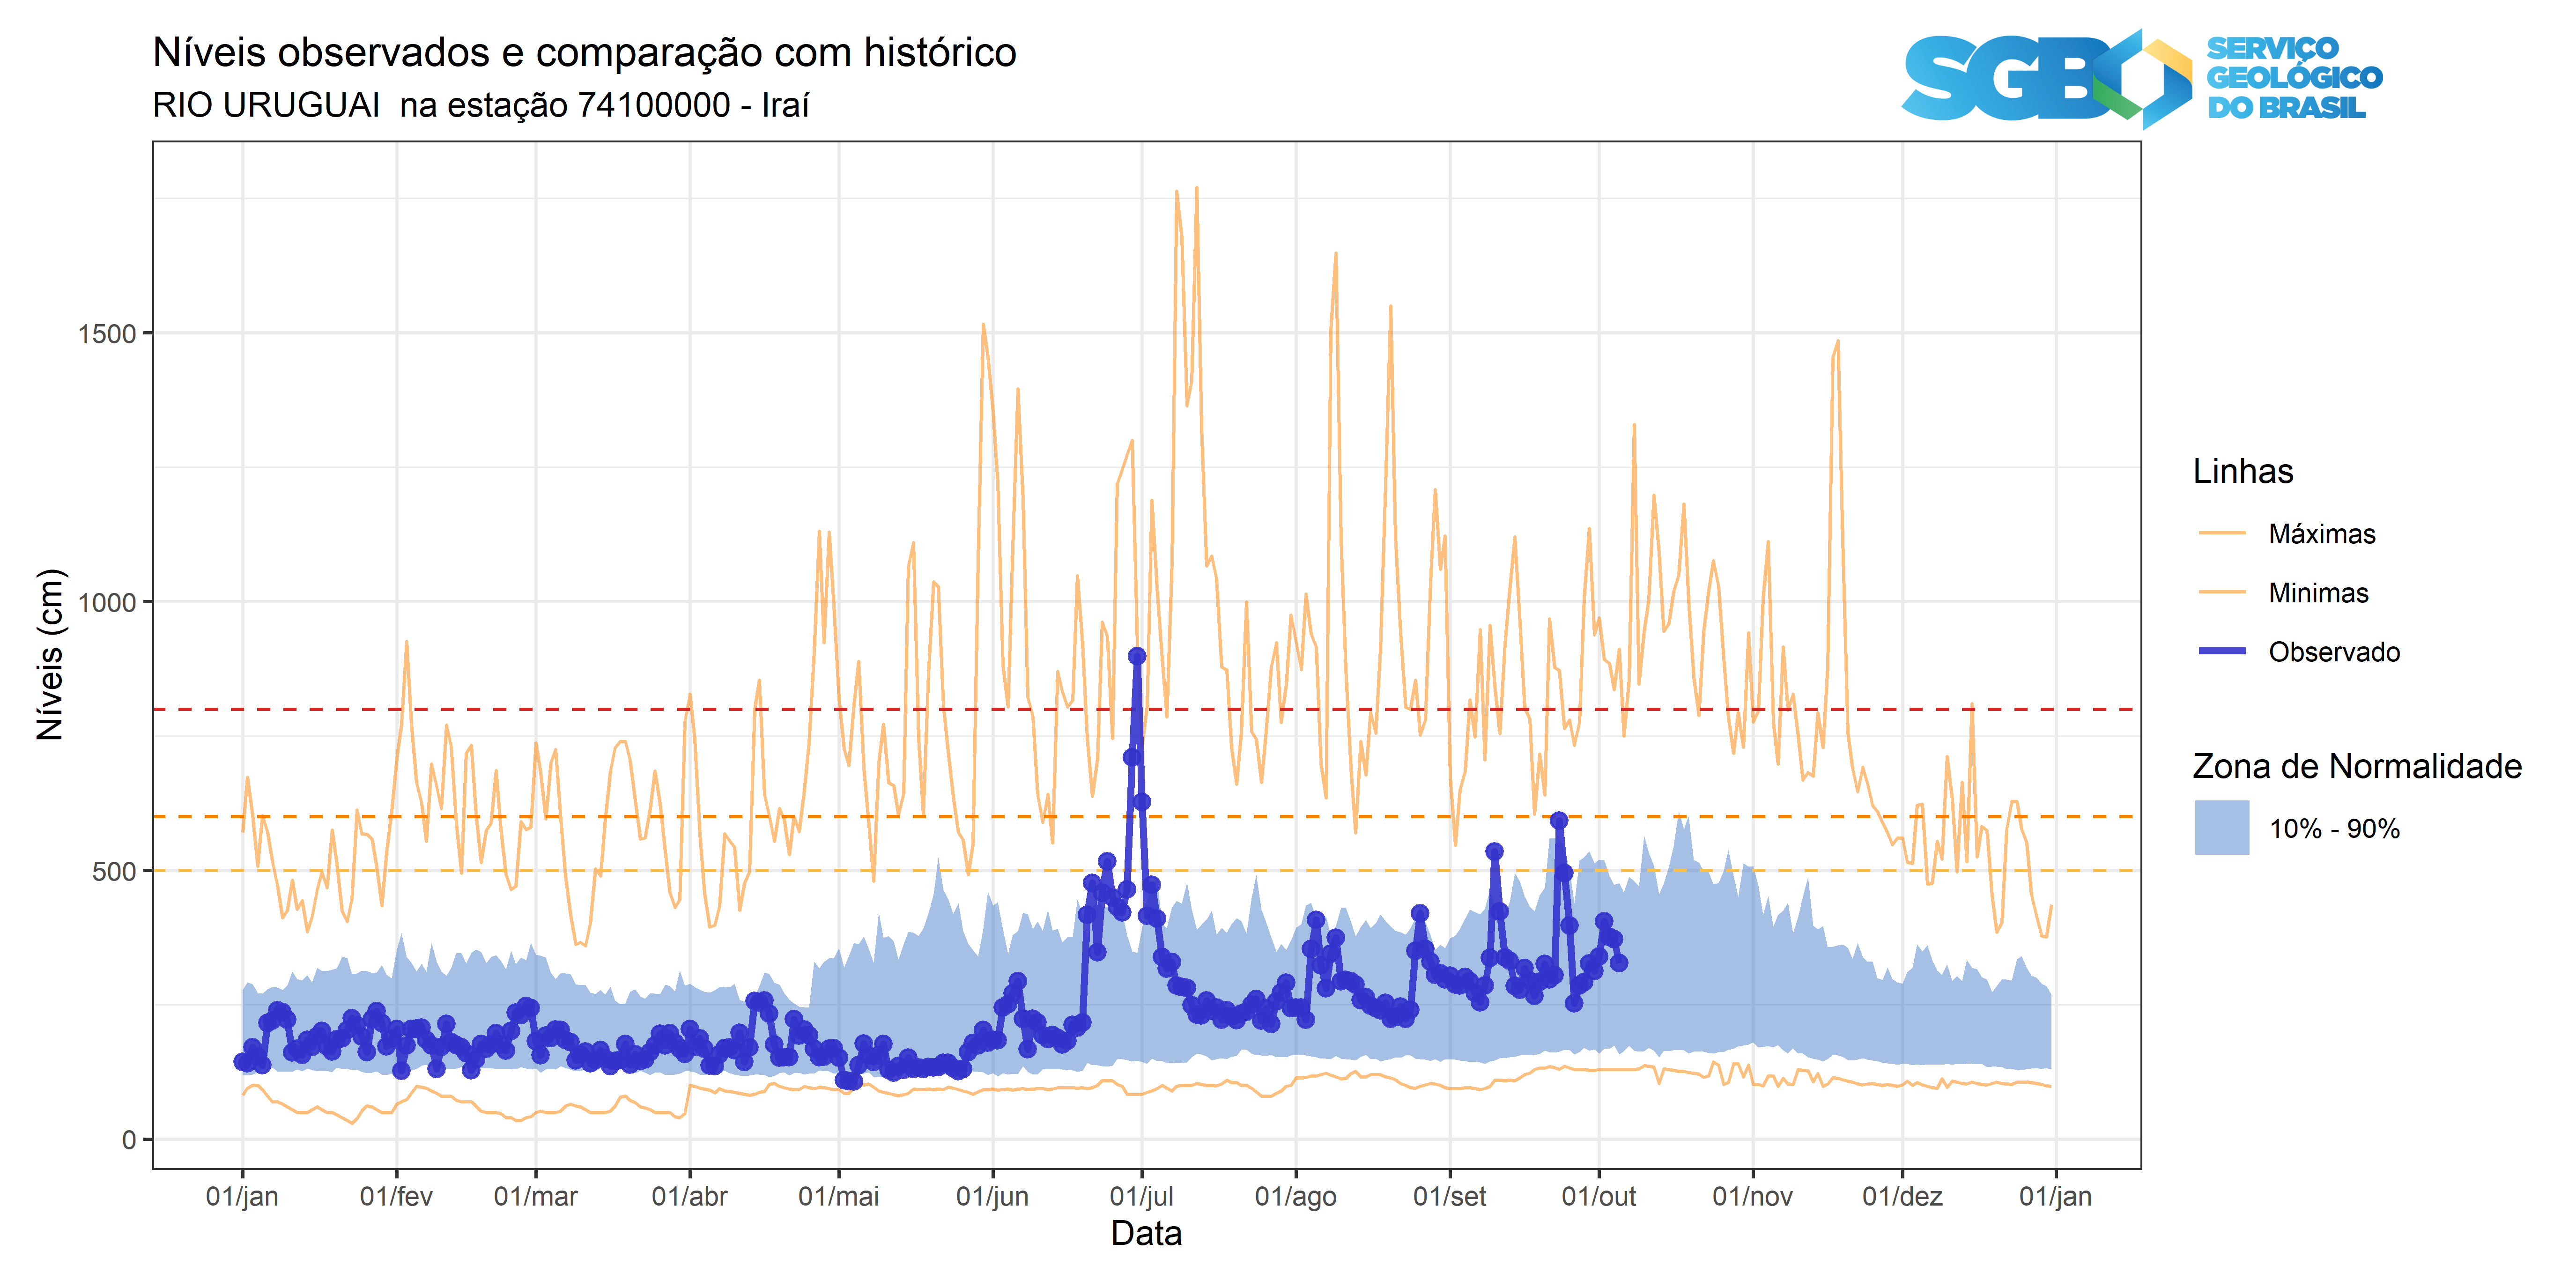 Níveis observados e comparação com histórico
RIO URUGUAI  na estação 74100000 - Iraí
SGB
SERVIÇO
GEOLÓGICO
DO BRASIL
Níveis (cm)
1500
1000
500
0
01/jan
01/fev
01/mar
01/abr
01/mai
01/jun
01/jul
01/ago
01/set
01/out
01/nov
01/dez
01/jan
Data
Linhas
Máximas
Minimas
Observado
Zona de Normalidade
10% - 90%